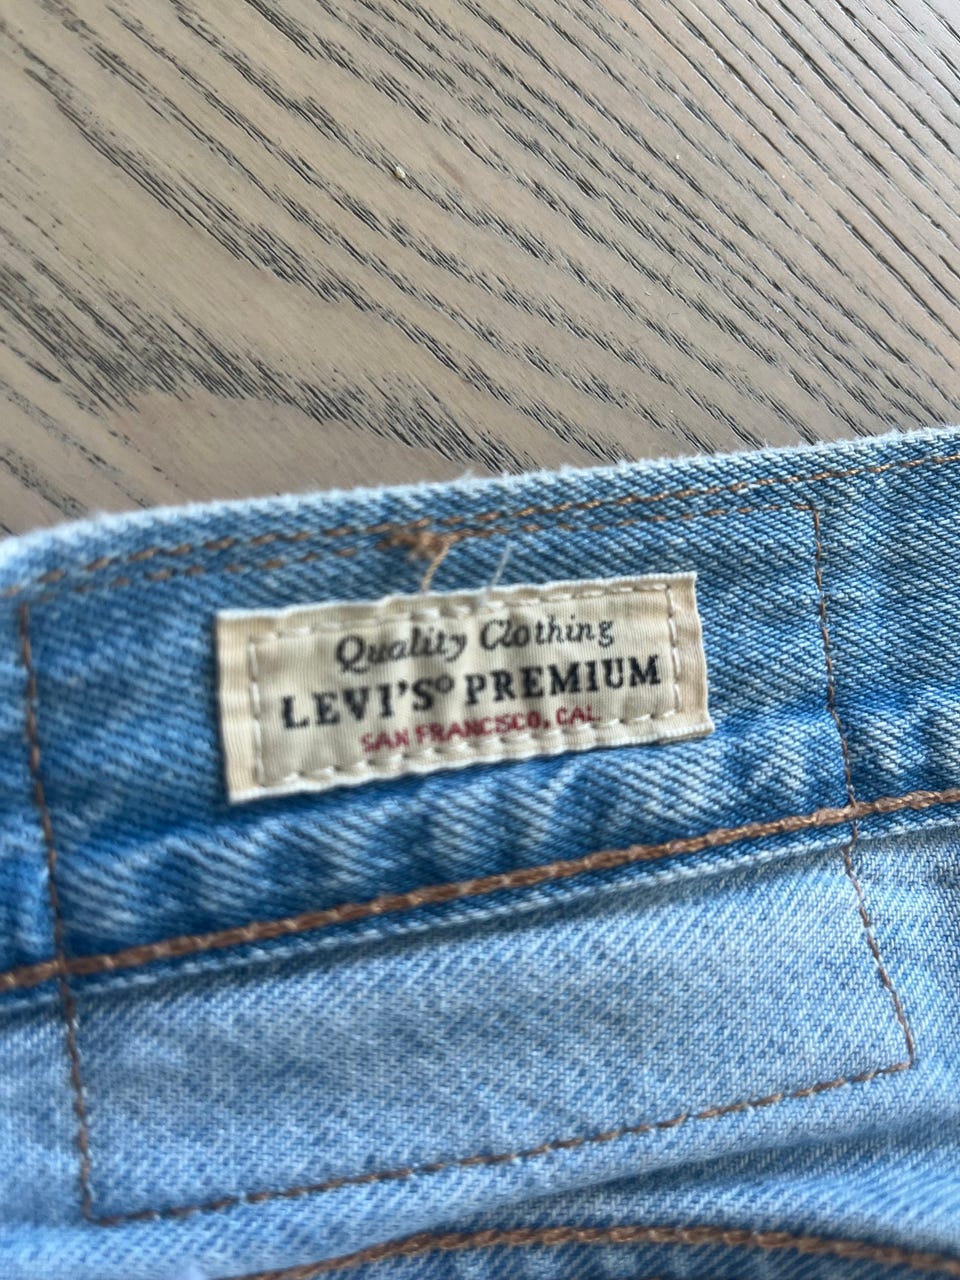 Quality Clothing
LEVI'S® PREMIUM
SAN FRANCISCO, CAL